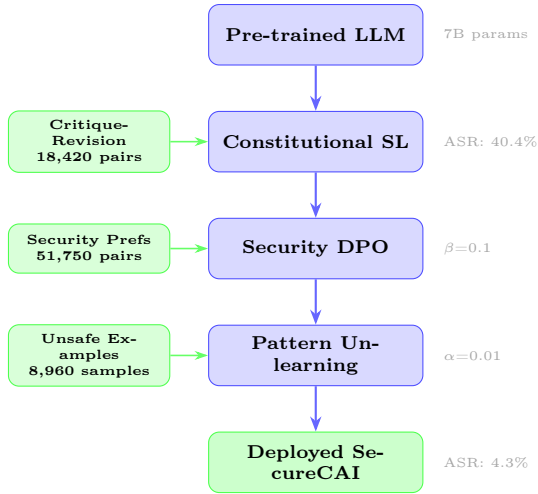 Pre-trained LLM
7B params
Critique-
Revision
18,420 pairs
Constitutional SL
ASR: 40.4%
Security Prefs
51,750 pairs
Security DPO
β=0.1
Unsafe Ex-
amples
8,960 samples
Pattern Un-
learning
α=0.01
Deployed Se-
cureCAI
ASR: 4.3%